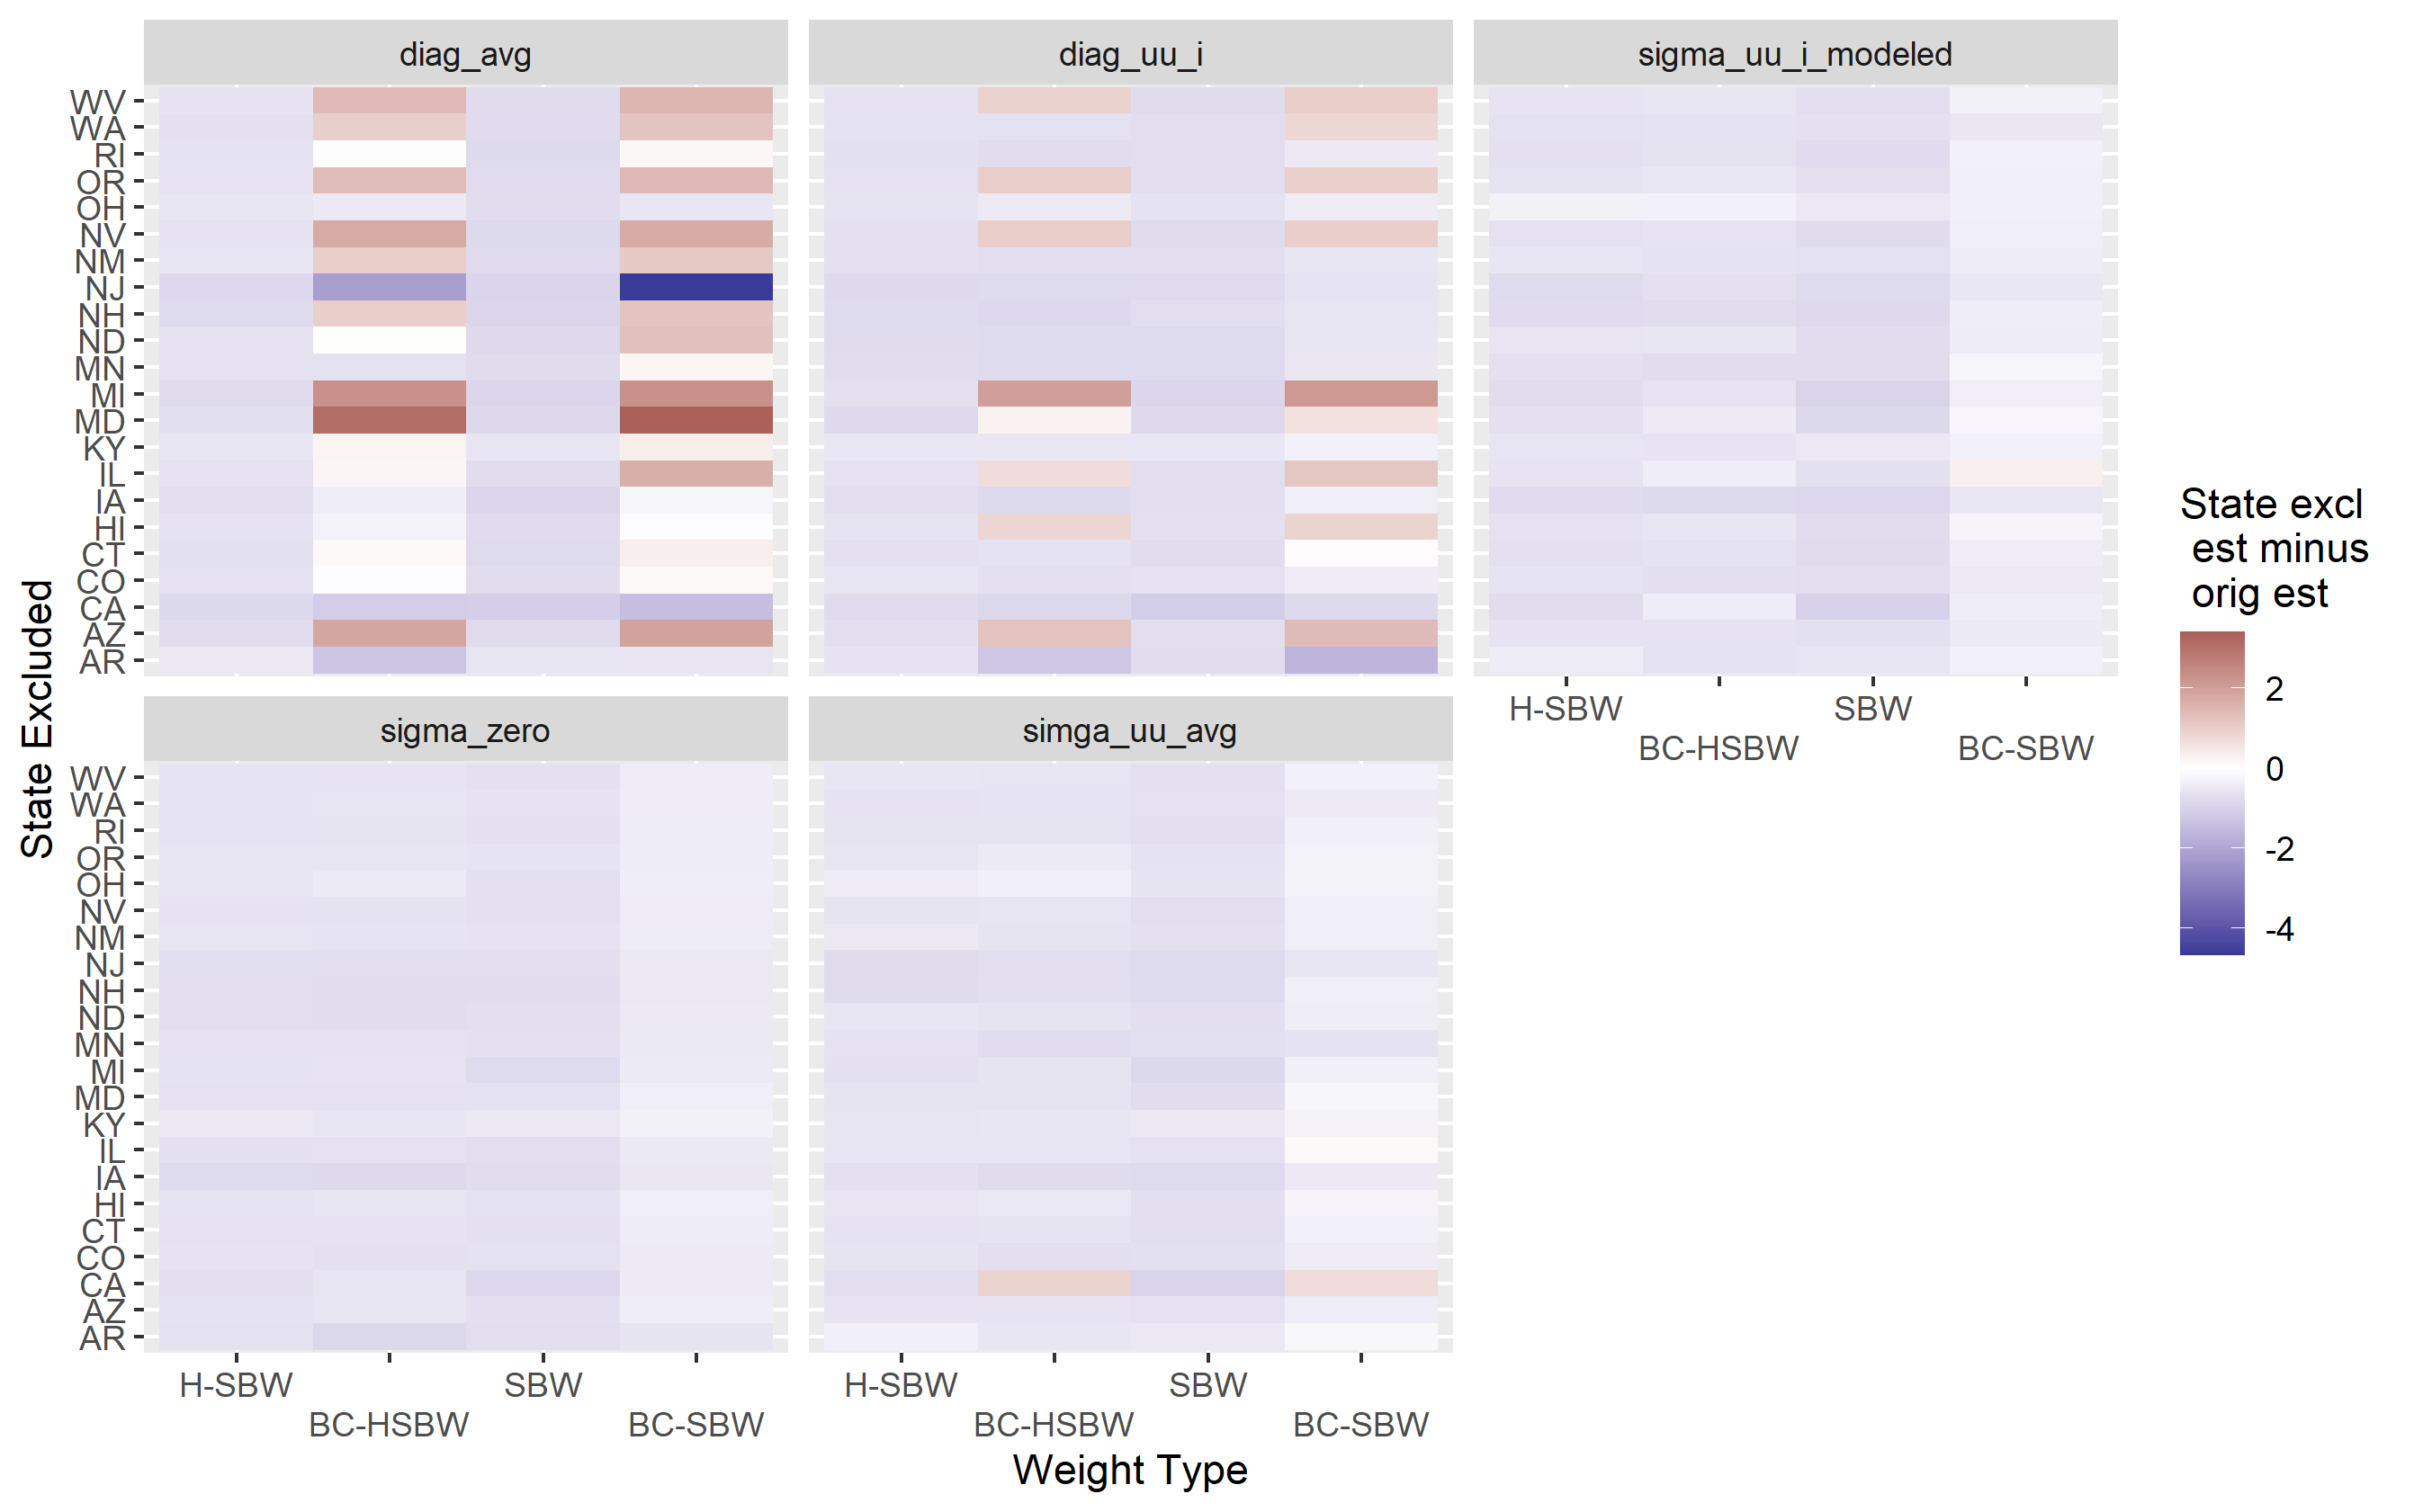 diag_avg
diag_uu_i
sigma_uu_i_modeled
WV
WA
RI
OR
OH
NV
NM
NJ
NH
ND
MN
MI
MD
KY
IL
IA
HI
CT
CO
CA
AZ
AR
H-SBW
BC-HSBW
SBW
BC-SBW
sigma_zero
simga_uu_avg
WV
WA
RI
OR
OH
NV
NM
NJ
NH
ND
MN
MI
MD
KY
IL
IA
HI
CT
CO
CA
AZ
AR
H-SBW
BC-HSBW
SBW
BC-SBW
H-SBW
BC-HSBW
SBW
BC-SBW
State Excluded
Weight Type
State excl
est minus
orig est
2
0
-2
-4